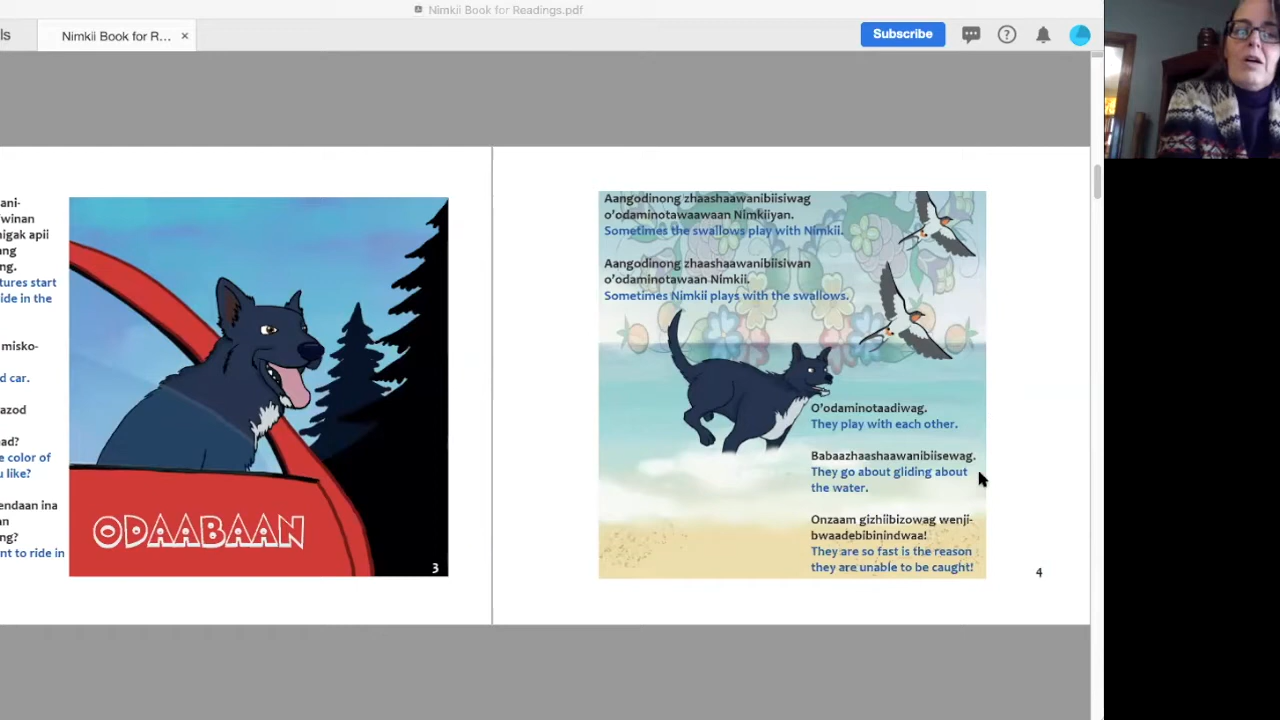 Nimkii Book for Readings.pdf
ls
Nimkii Book for R... ×
Subscribe
ani-
winan
nigak apii
ang
ng.
tures start
ide in the
misko-
d car.
azod
ad?
e color of
u like?
endaan ina
an
ng?
nt to ride in
ODAABAAN
3
Aangodinong zhaashaawanibiisiwag
o'odaminotawaawaan Nimkiiyan.
Sometimes the swallows play with Nimkii.
Aangodinong zhaashaawanibiisiwan
o'odaminotawaan Nimkii.
Sometimes Nimkii plays with the swallows.
O'odaminotaadiwag.
They play with each other.
Babaazhaashaawanibiisewag.
They go about gliding about
the water.
Onzaam gizhiibizowag wenji-
bwaadebibinindwaa!
They are so fast is the reason
they are unable to be caught!
4